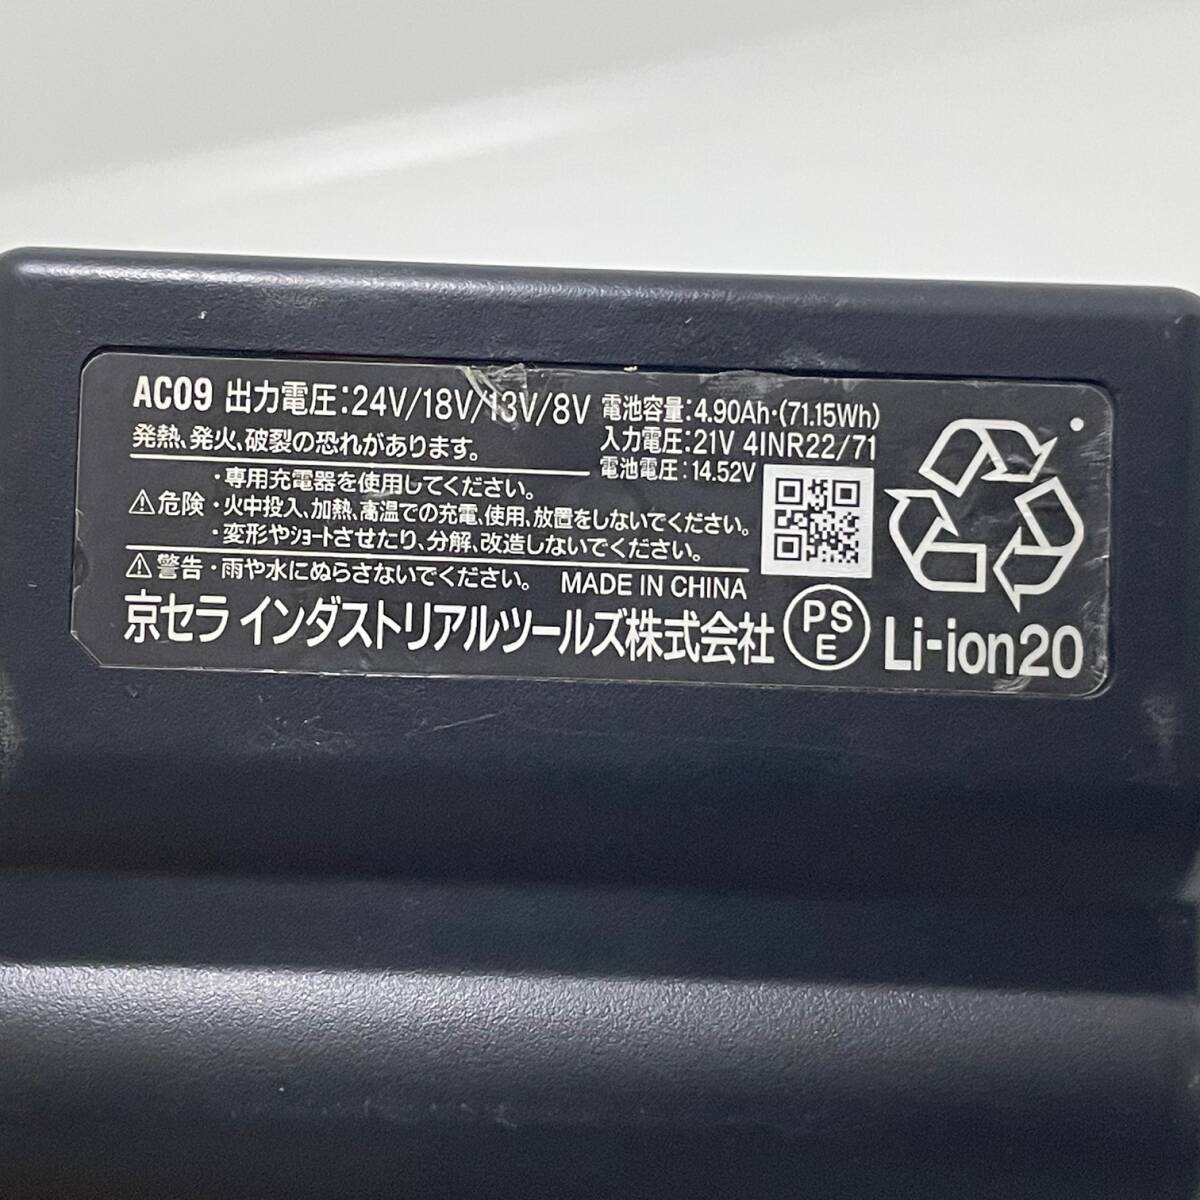 AC09 出力電圧:24V/18V/13V/8V
電池容量:4.90Ah・(71.15Wh)
入力電圧:21V 4INR22/71
電池電圧:14.52V
発熱、発火、破裂の恐れがあります。
・専用充電器を使用してください。
⚠危険・火中投入、加熱、高温での充電、使用、放置をしないでください。
・変形やショートさせたり、分解、改造しないでください。
⚠警告・雨や水にぬらさないでください。 MADE IN CHINA
京セラ インダストリアルツールズ株式会社
PS
E
Li-ion20